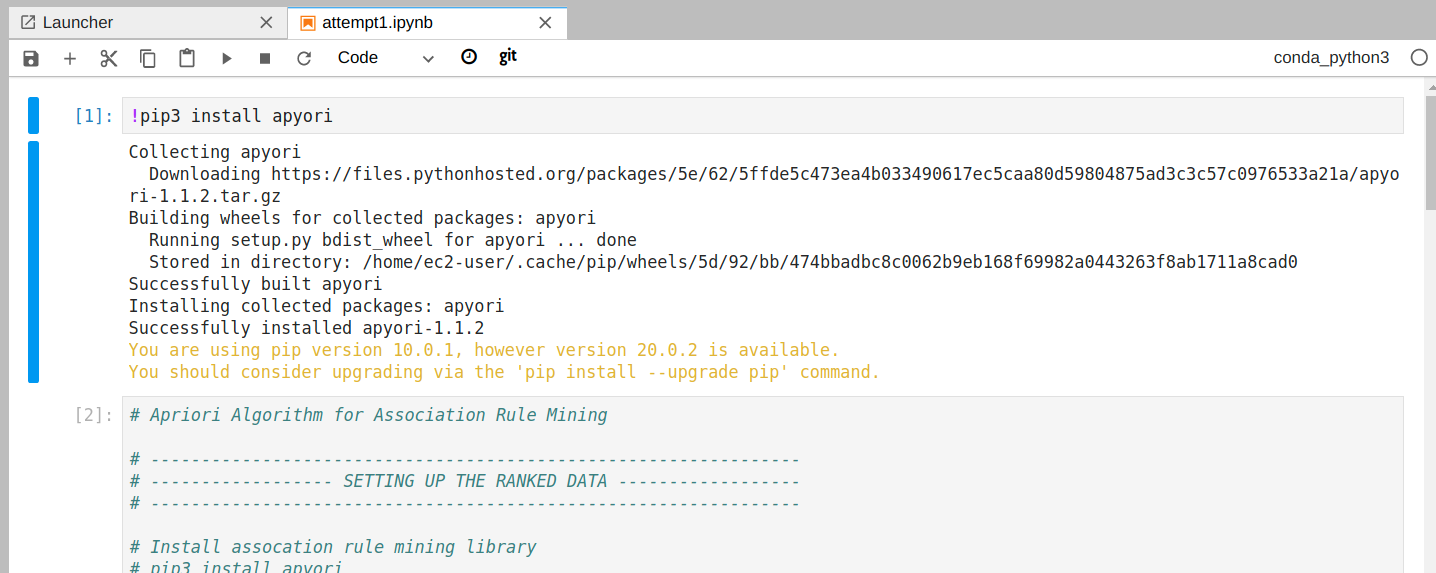 Launcher
attempt1.ipynb
Code
git
conda_python3
[1]:
!pip3 install apyori
Collecting apyori
  Downloading https://files.pythonhosted.org/packages/5e/62/5ffde5c473ea4b033490617ec5caa80d59804875ad3c3c57c0976533a21a/apyo
ri-1.1.2.tar.gz
Building wheels for collected packages: apyori
  Running setup.py bdist_wheel for apyori ... done
  Stored in directory: /home/ec2-user/.cache/pip/wheels/5d/92/bb/474bbadbc8c0062b9eb168f69982a0443263f8ab1711a8cad0
Successfully built apyori
Installing collected packages: apyori
Successfully installed apyori-1.1.2
You are using pip version 10.0.1, however version 20.0.2 is available.
You should consider upgrading via the 'pip install --upgrade pip' command.
[2]:
# Apriori Algorithm for Association Rule Mining
# ----------------------------------------------------------------
# ------------------ SETTING UP THE RANKED DATA ------------------
# ----------------------------------------------------------------
# Install assocation rule mining library
# pip3 install apyori